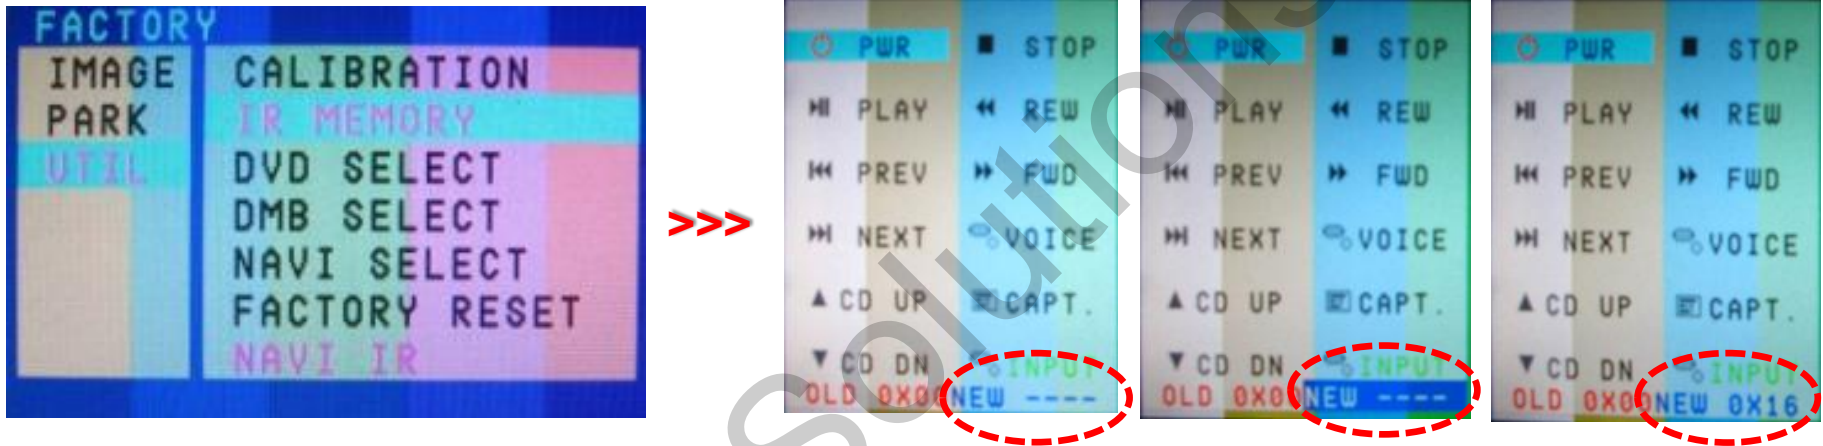 FACTORY
IMAGE
PARK
UTIL
CALIBRATION
IR MEMORY
DVD SELECT
DMB SELECT
NAVI SELECT
FACTORY RESET
NAVI IR
>>>
PWR STOP
PLAY REW
PREV FWD
NEXT VOICE
CD UP CAPT.
CD DN INPUT
OLD 0X00 NEW ----
PWR STOP
PLAY REW
PREV FWD
NEXT VOICE
CD UP CAPT.
CD DN INPUT
OLD 0X00 NEW ----
PWR STOP
PLAY REW
PREV FWD
NEXT VOICE
CD UP CAPT.
CD DN INPUT
OLD 0X00 NEW 0X16
Solutions